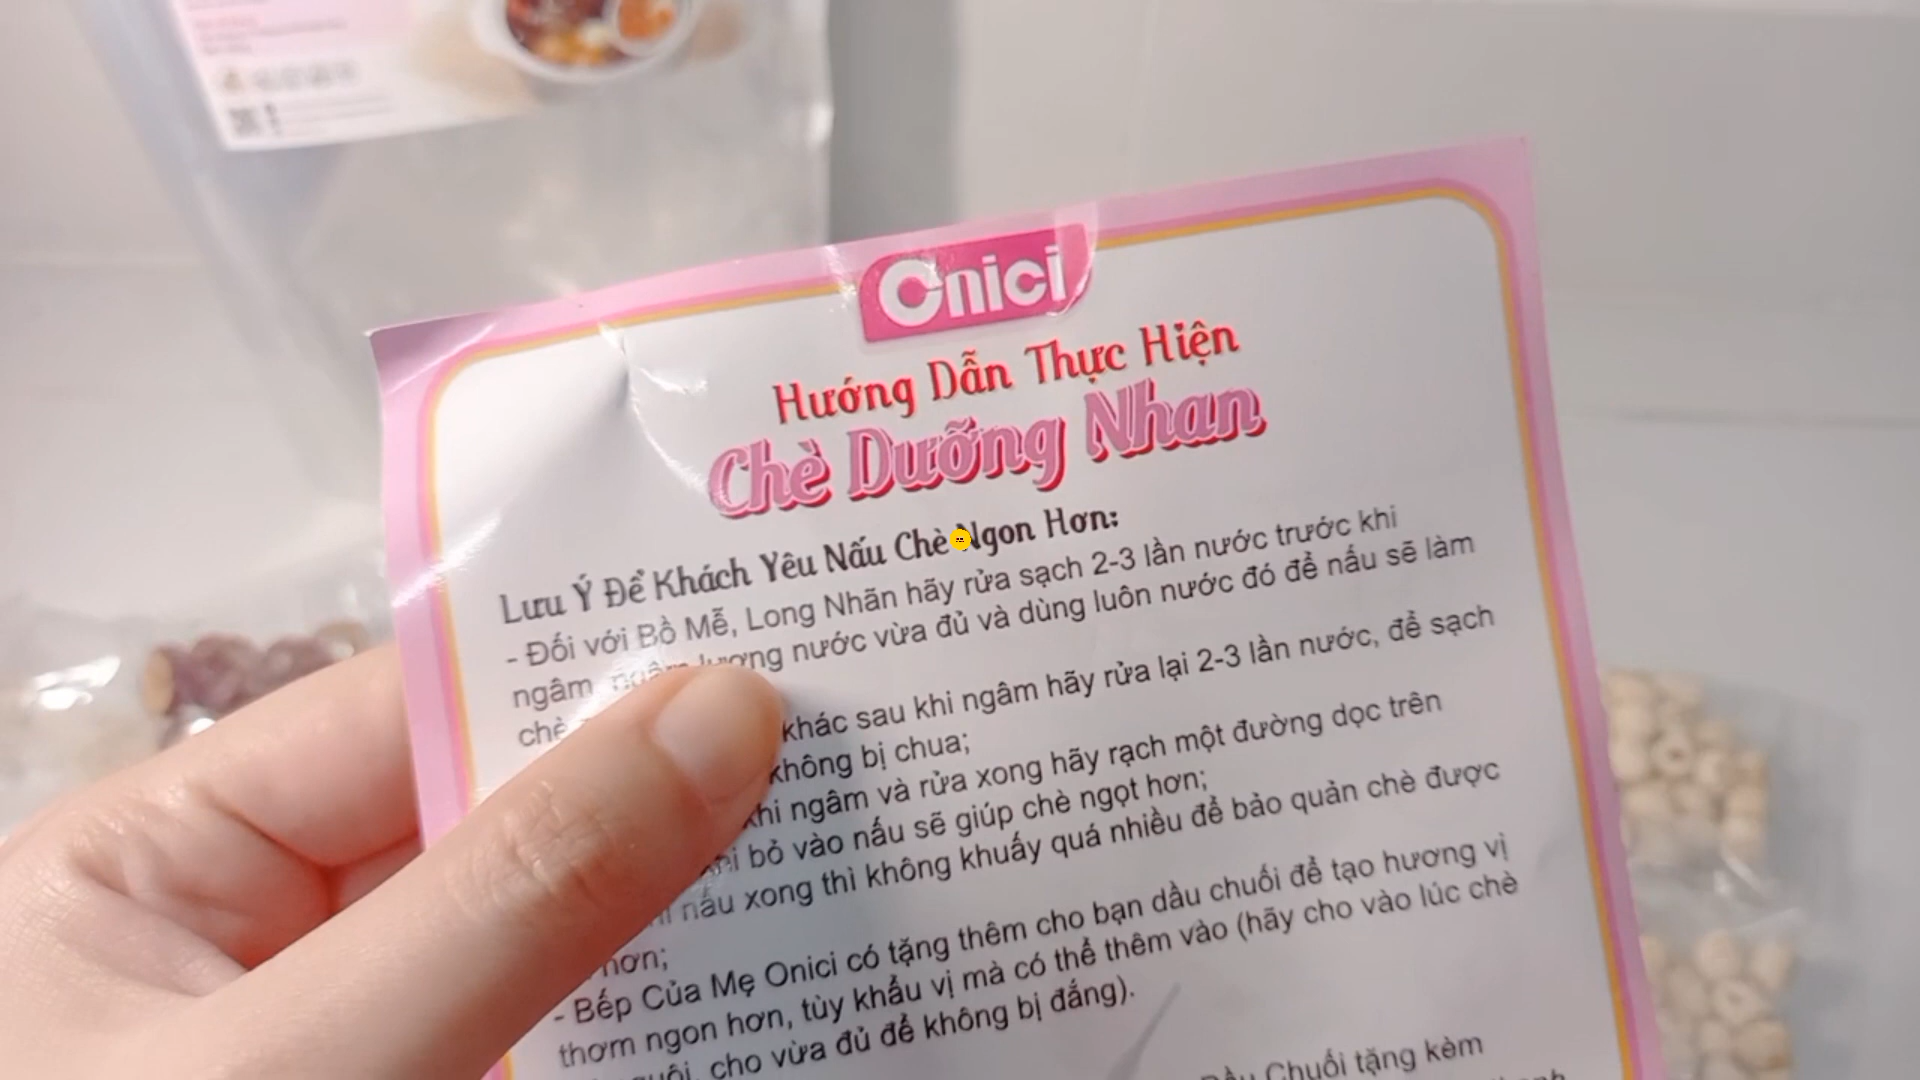 Onici
Hướng Dẫn Thực Hiện
Chè Dưỡng Nhan
Lưu Ý Để Khách Yêu Nấu Chè Ngon Hơn:
- Đối với Bồ Mễ, Long Nhãn hãy rửa sạch 2-3 lần nước trước khi
ngâm, lượng nước vừa đủ và dùng luôn nước đó để nấu sẽ làm
chè
khác sau khi ngâm hãy rửa lại 2-3 lần nước, để sạch
không bị chua;
khi ngâm và rửa xong hãy rạch một đường dọc trên
khi bỏ vào nấu sẽ giúp chè ngọt hơn;
nấu xong thì không khuấy quá nhiều để bảo quản chè được
hơn;
- Bếp Của Mẹ Onici có tặng thêm cho bạn dầu chuối để tạo hương vị
thơm ngon hơn, tùy khẩu vị mà có thể thêm vào (hãy cho vào lúc chè
cho vừa đủ để không bị đắng).
Dầu Chuối tặng kèm